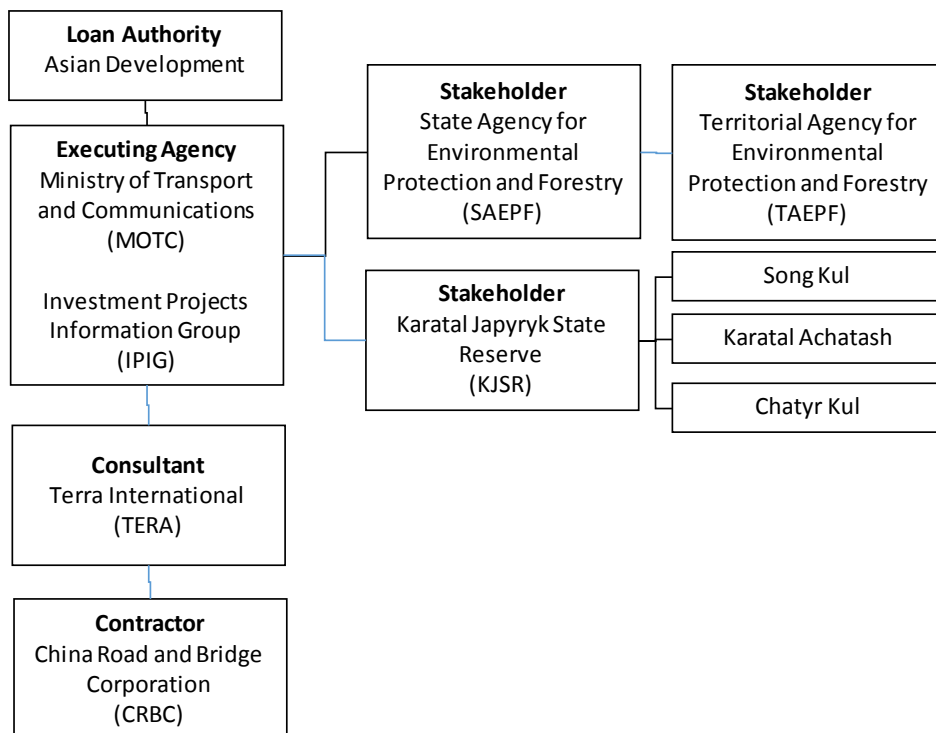 Loan Authority
Asian Development
Executing Agency
Ministry of Transport
and Communications
(MOTC)
Investment Projects
Information Group
(IPIG)
Consultant
Terra International
(TERA)
Contractor
China Road and Bridge
Corporation
(CRBC)
Stakeholder
State Agency for
Environmental
Protection and Forestry
(SAEPF)
Stakeholder
Territorial Agency for
Environmental
Protection and Forestry
(TAEPF)
Stakeholder
Karatal Japyryk State
Reserve
(KJSR)
Song Kul
Karatal Achatash
Chatyr Kul